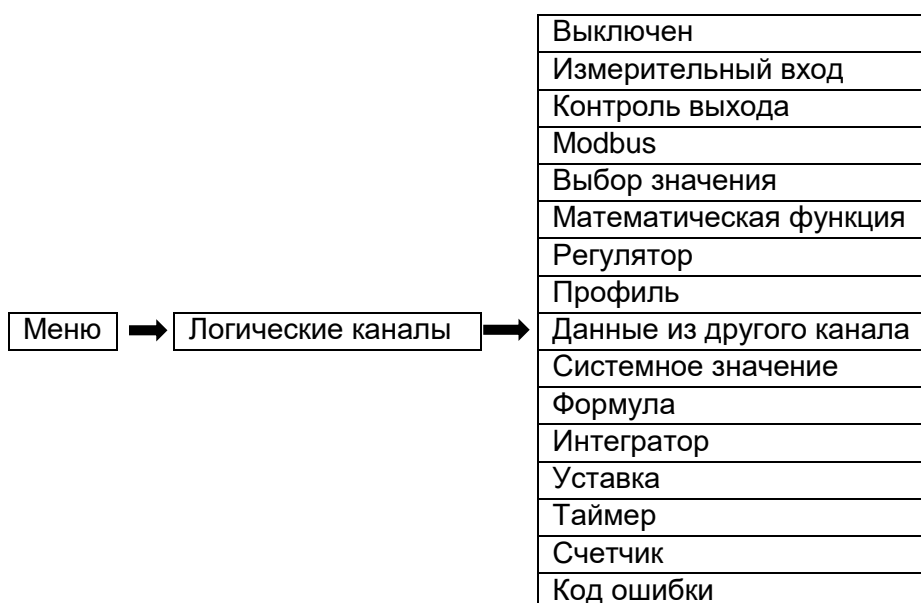 Выключен
Измерительный вход
Контроль выхода
Modbus
Выбор значения
Математическая функция
Регулятор
Профиль
Меню
Логические каналы
Данные из другого канала
Системное значение
Формула
Интегратор
Уставка
Таймер
Счетчик
Код ошибки